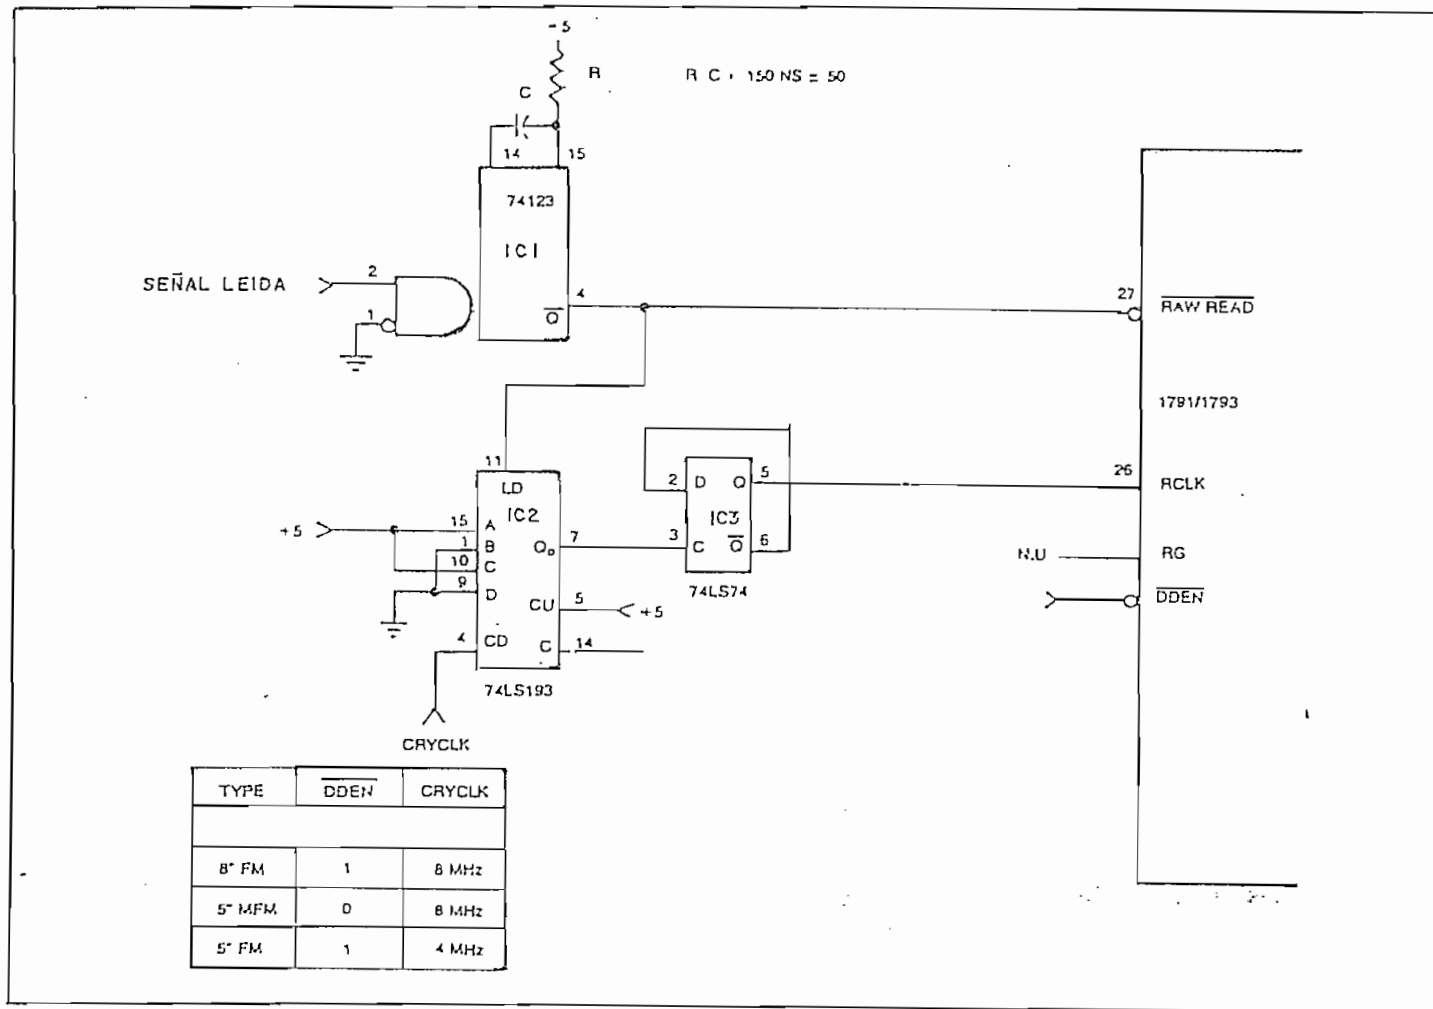 -5
R
R C , 150 NS = 50
C
14
15
74123
IC1
SEÑAL LEIDA
2
1
4
Q
27
RAW READ
1791/1793
11
LD
IC2
+5
15
A
1
B
10
C
9
D
4
CD
QD
7
CU
5
+5
C
14
74LS193
CRYCLK
2
D
Q
5
IC3
3
C
Q
6
74LS74
26
RCLK
N.U
RG
DDEN
TYPE DDEN CRYCLK
8" FM 1 8 MHz
5" MFM 0 8 MHz
5" FM 1 4 MHz